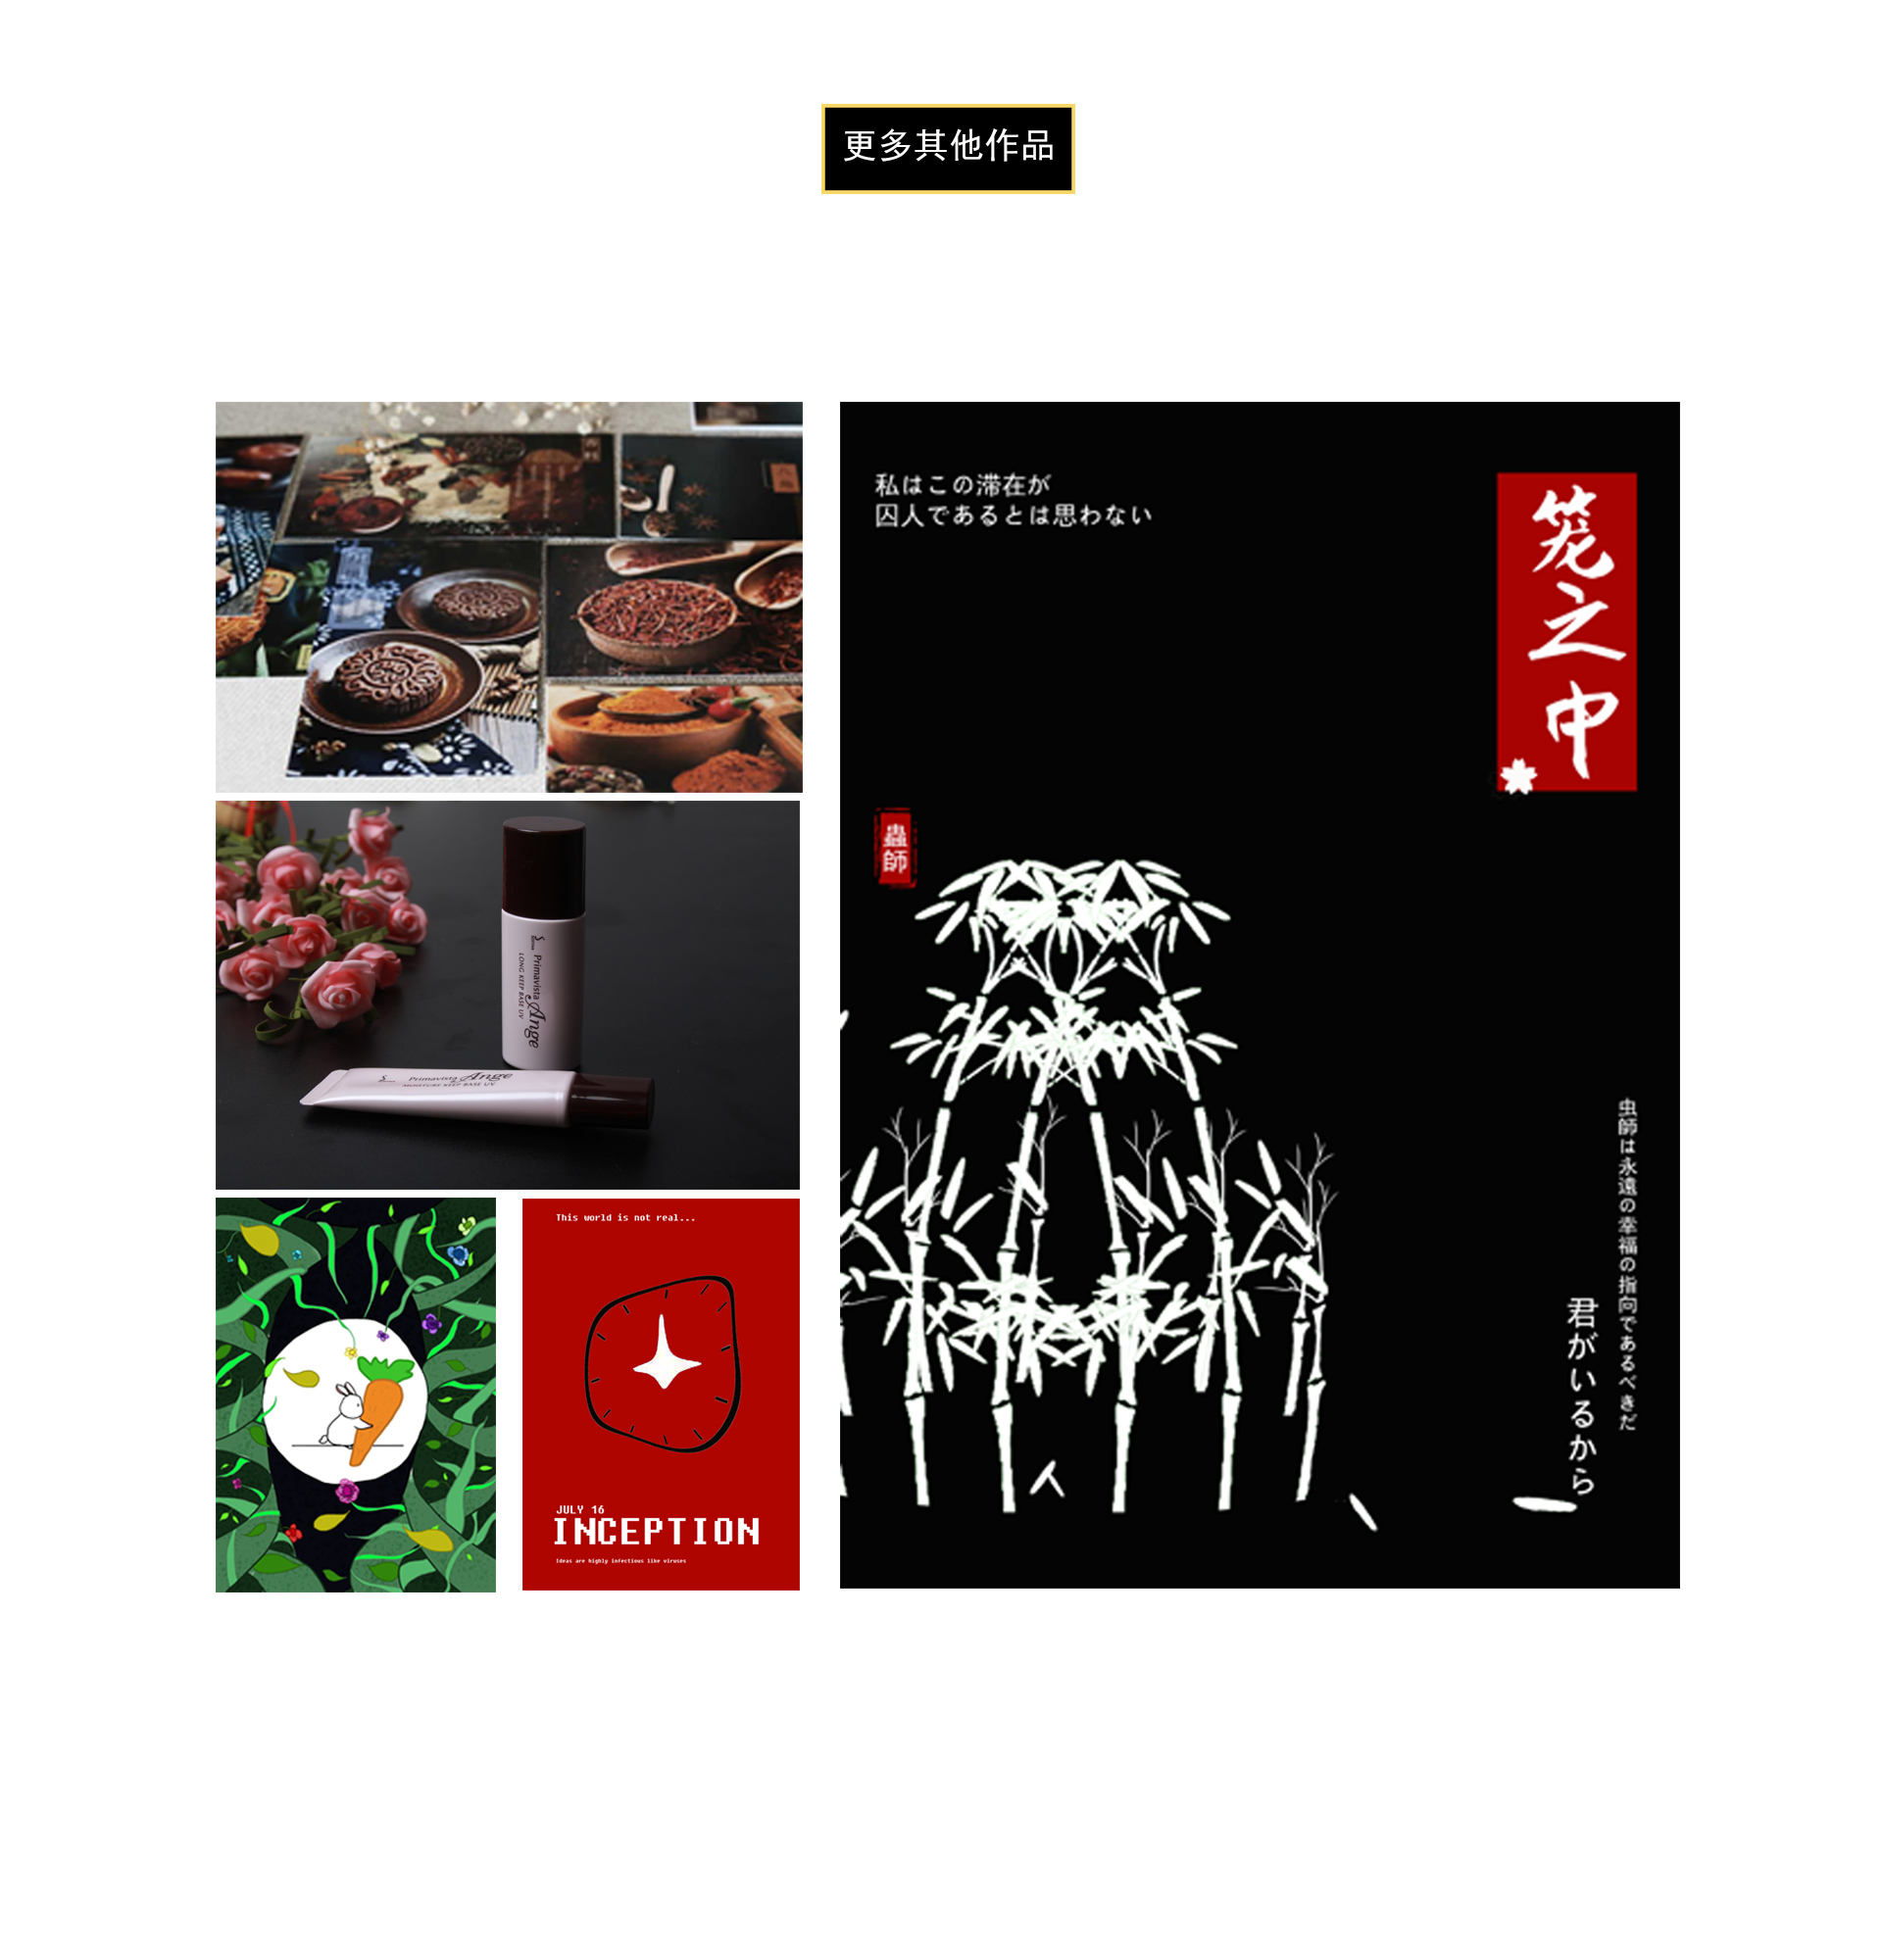 更多其他作品
私はこの滞在が
囚人であるとは思わない
笼之中
蟲師
虫師は永遠の幸福の指向であるべきだ
君がいるから
S
Primavista Ange
LONG KEEP BASE UV
S
Primavista Ange
MOISTURE KEEP BASE UV
This world is not real...
JULY 16
INCEPTION
Ideas are highly infectious like viruses